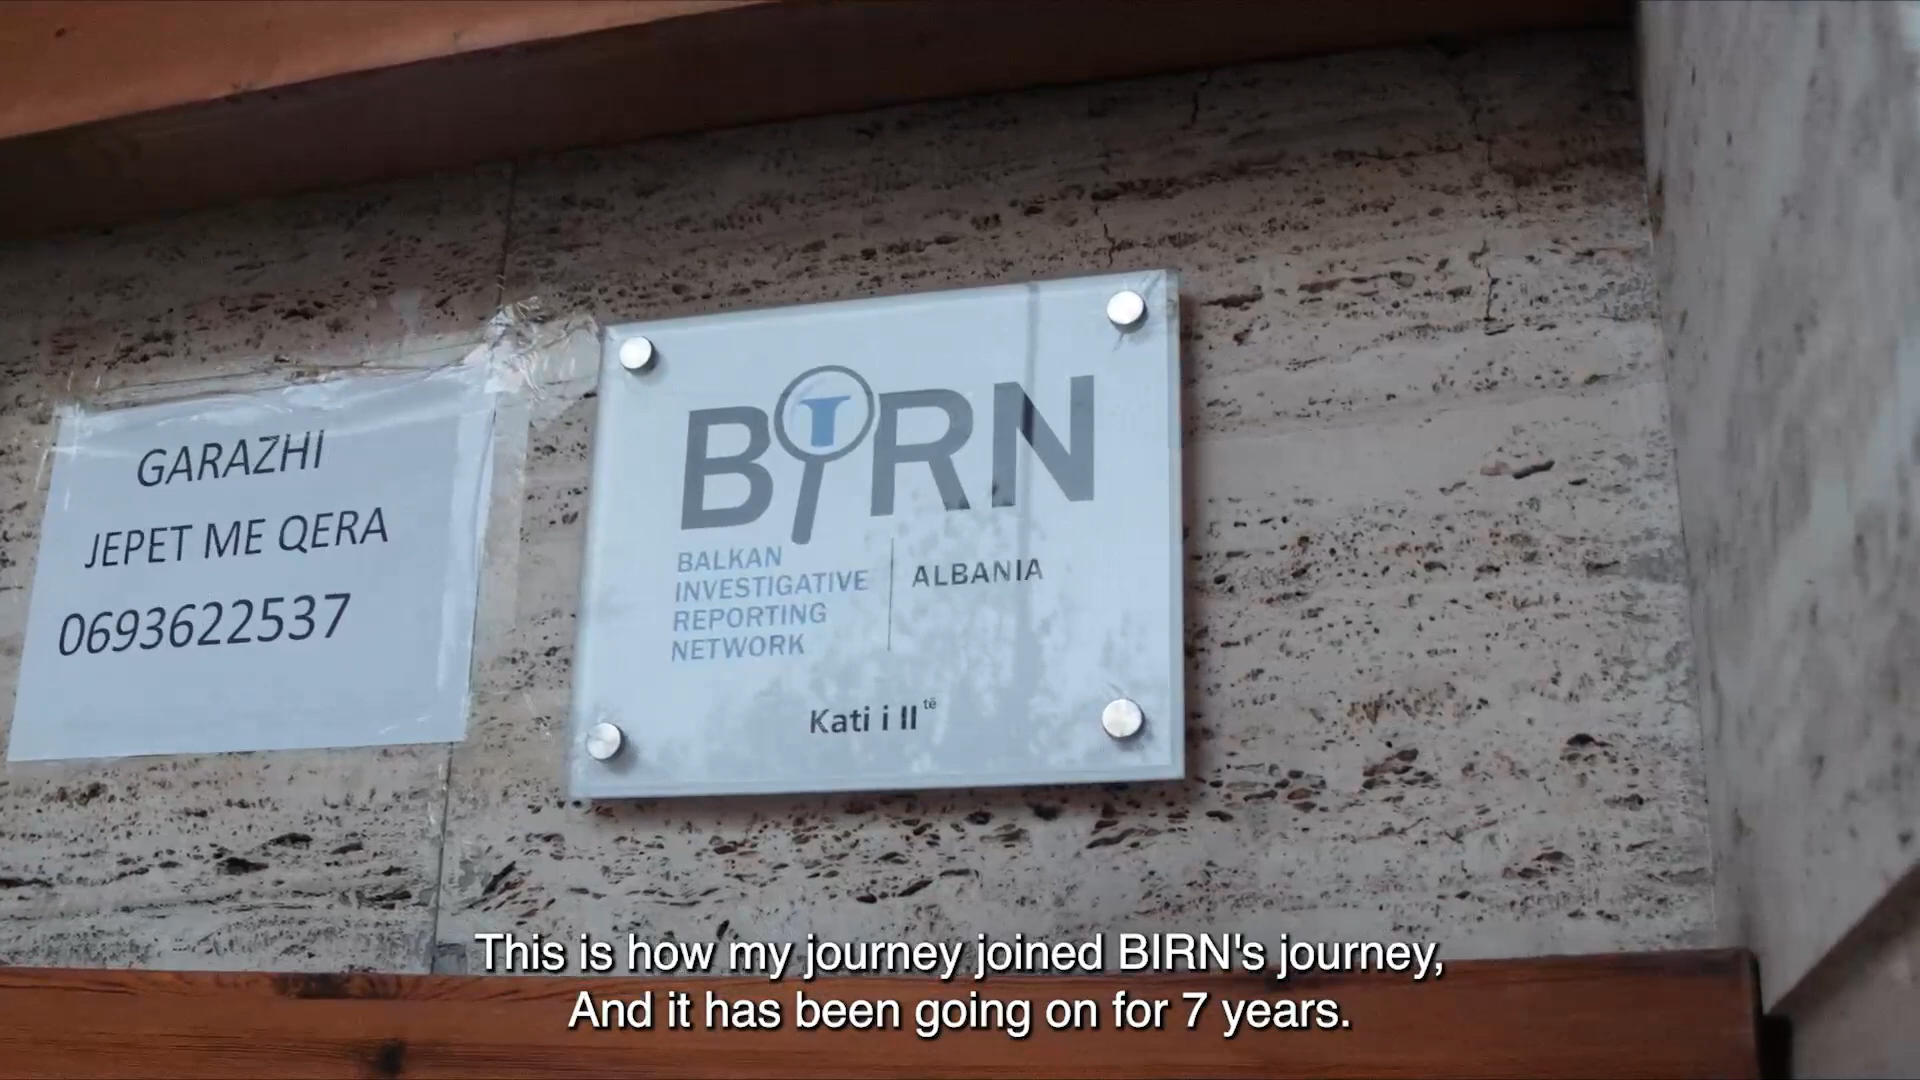 GARAZHI
JEPET ME QERA
0693622537
BIRN
BALKAN
INVESTIGATIVE
REPORTING
NETWORK
ALBANIA
Kati i II të
This is how my journey joined BIRN's journey,
And it has been going on for 7 years.